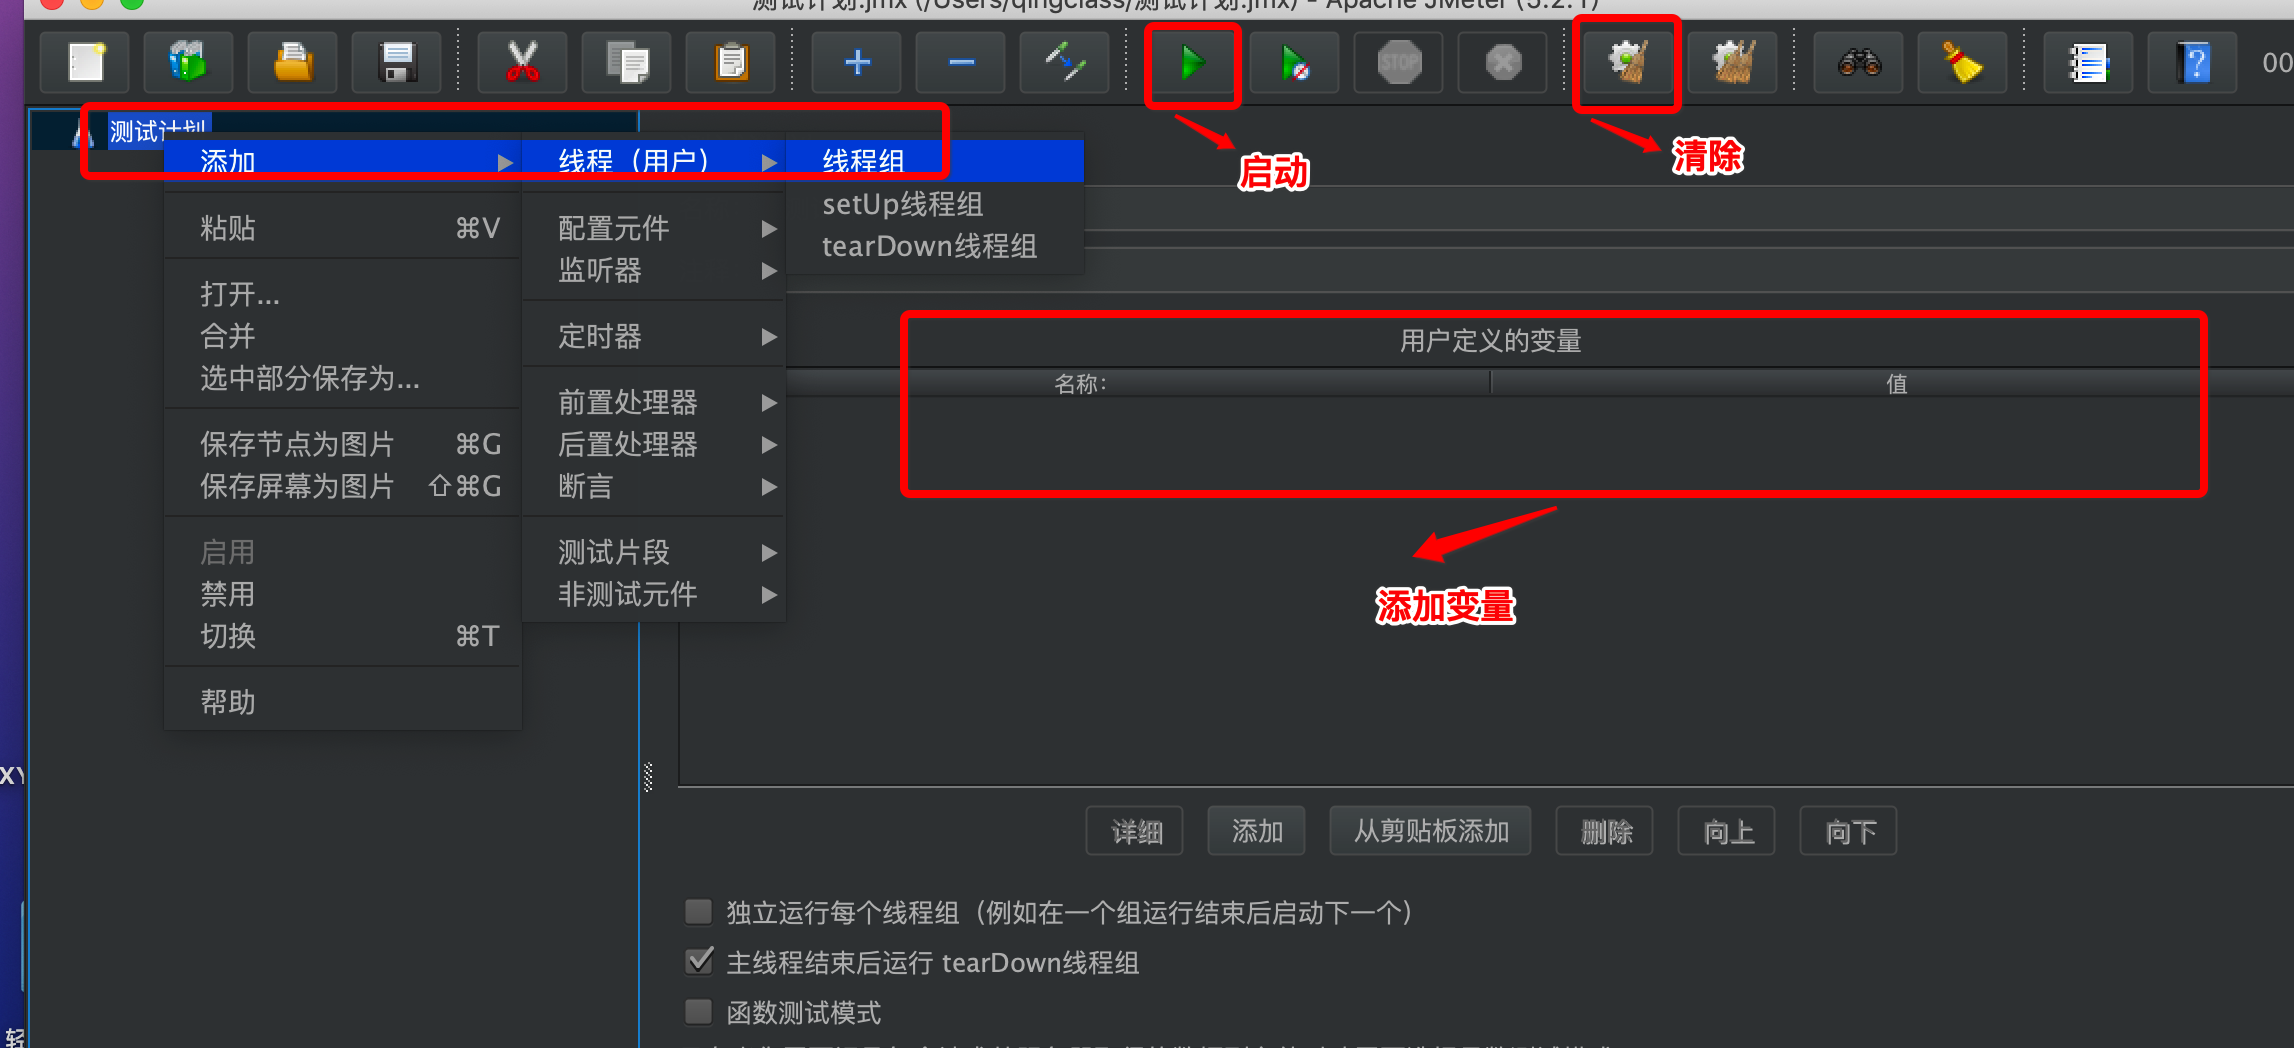 测试计划.jmx (/Users/qingclass/测试计划.jmx) - Apache JMeter (5.2.1)
STOP
00
测试计划
添加
线程（用户）
线程组
启动
清除
setUp线程组
tearDown线程组
粘贴 ⌘V
配置元件
监听器
打开...
合并
定时器
选中部分保存为...
用户定义的变量
名称:
值
前置处理器
保存节点为图片 ⌘G
后置处理器
保存屏幕为图片 ⇧⌘G
断言
启用
测试片段
禁用
非测试元件
添加变量
切换 ⌘T
帮助
XY
详细
添加
从剪贴板添加
删除
向上
向下
独立运行每个线程组（例如在一个组运行结束后启动下一个）
主线程结束后运行 tearDown线程组
函数测试模式
轻